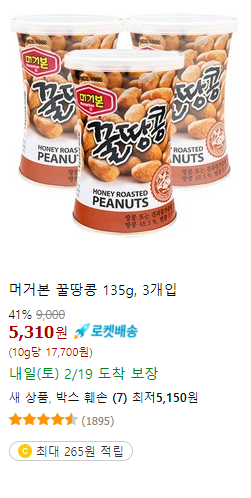 머거본
꿀땅콩
HONEY ROASTED
PEANUTS
머거본 꿀땅콩 135g, 3개입
41% 9,000
5,310원 로켓배송
(10g당 17,700원)
내일(토) 2/19 도착 보장
새 상품, 박스 훼손 (7) 최저5,150원
(1895)
C 최대 265원 적립